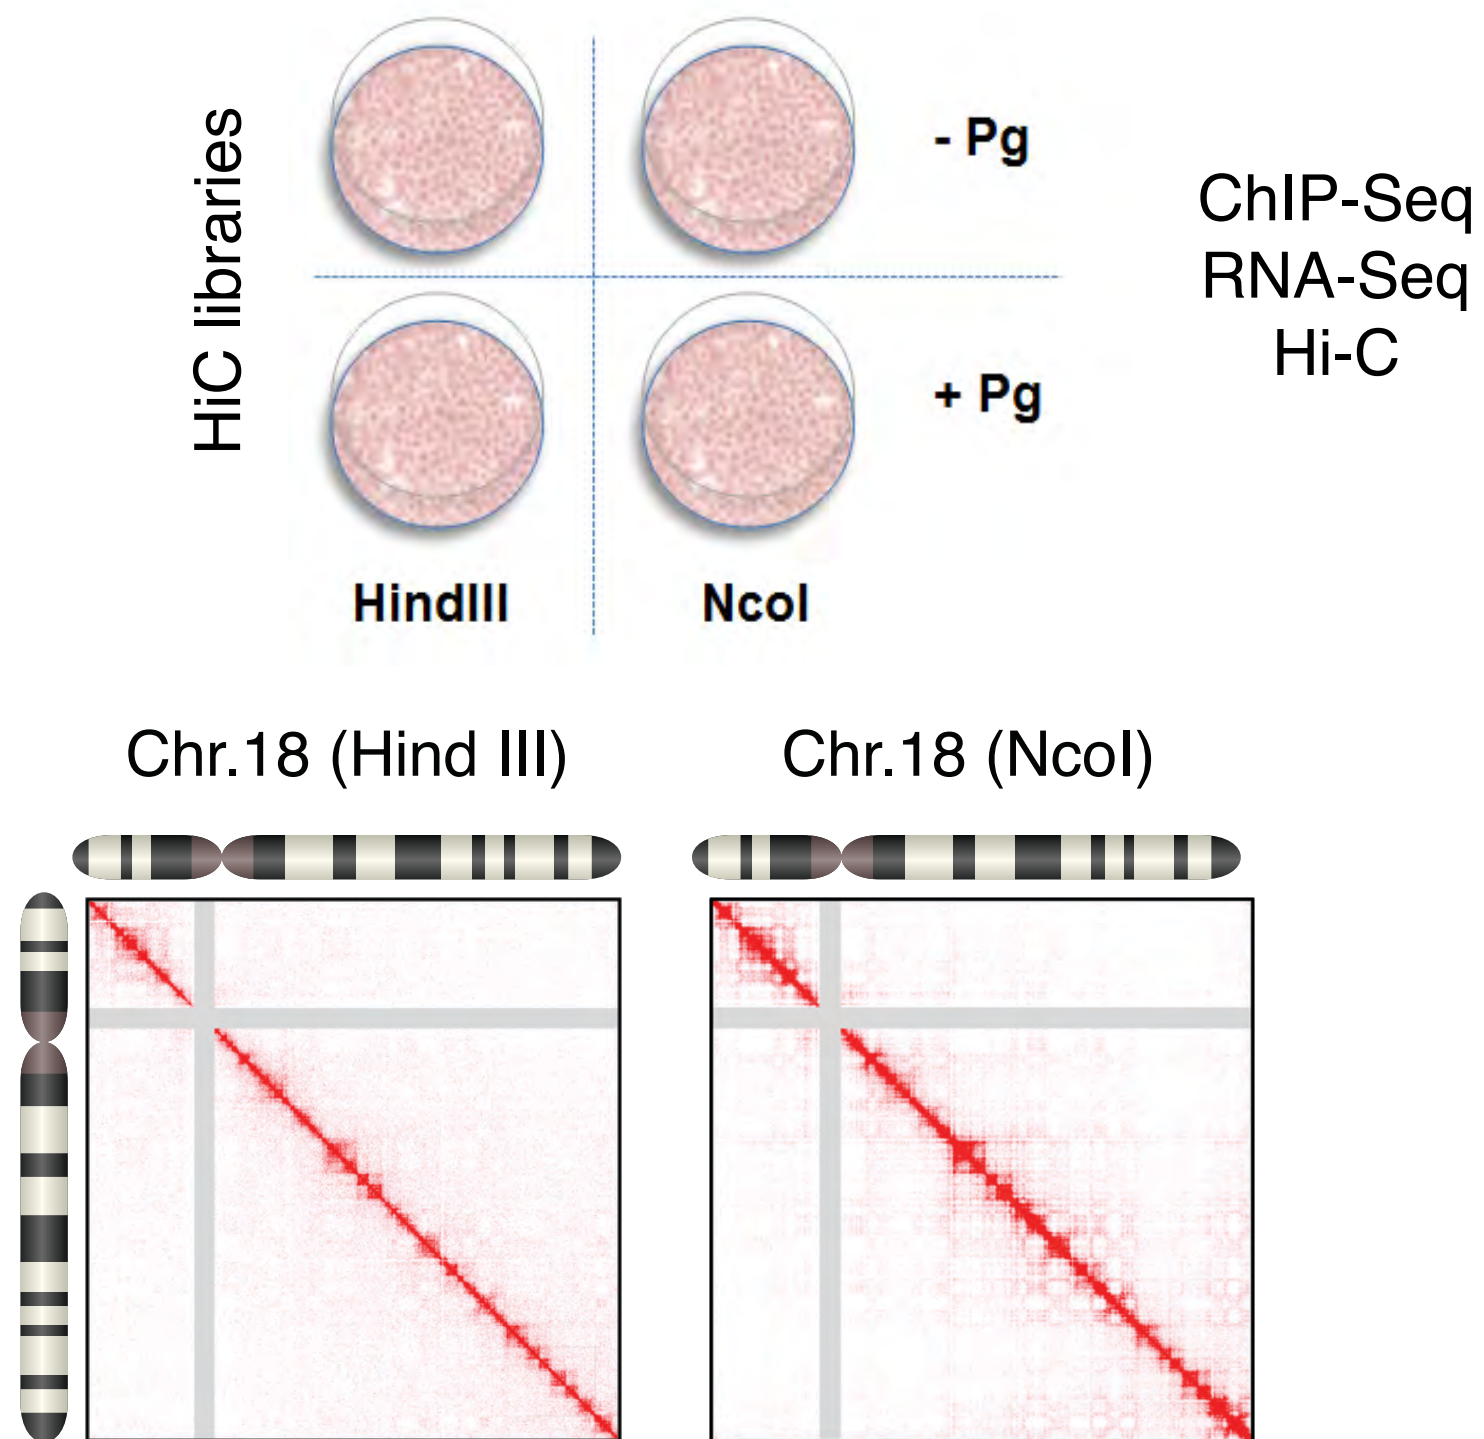 HiC libraries
- Pg
ChIP-Seq
RNA-Seq
Hi-C
+ Pg
HindIII
NcoI
Chr.18 (Hind III)
Chr.18 (NcoI)